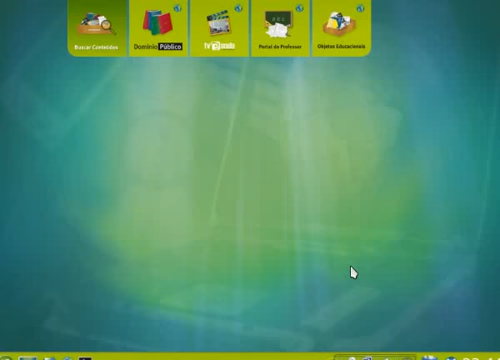 Buscar Conteúdos
Domínio Público
TV Escola
Portal do Professor
Objetos Educacionais